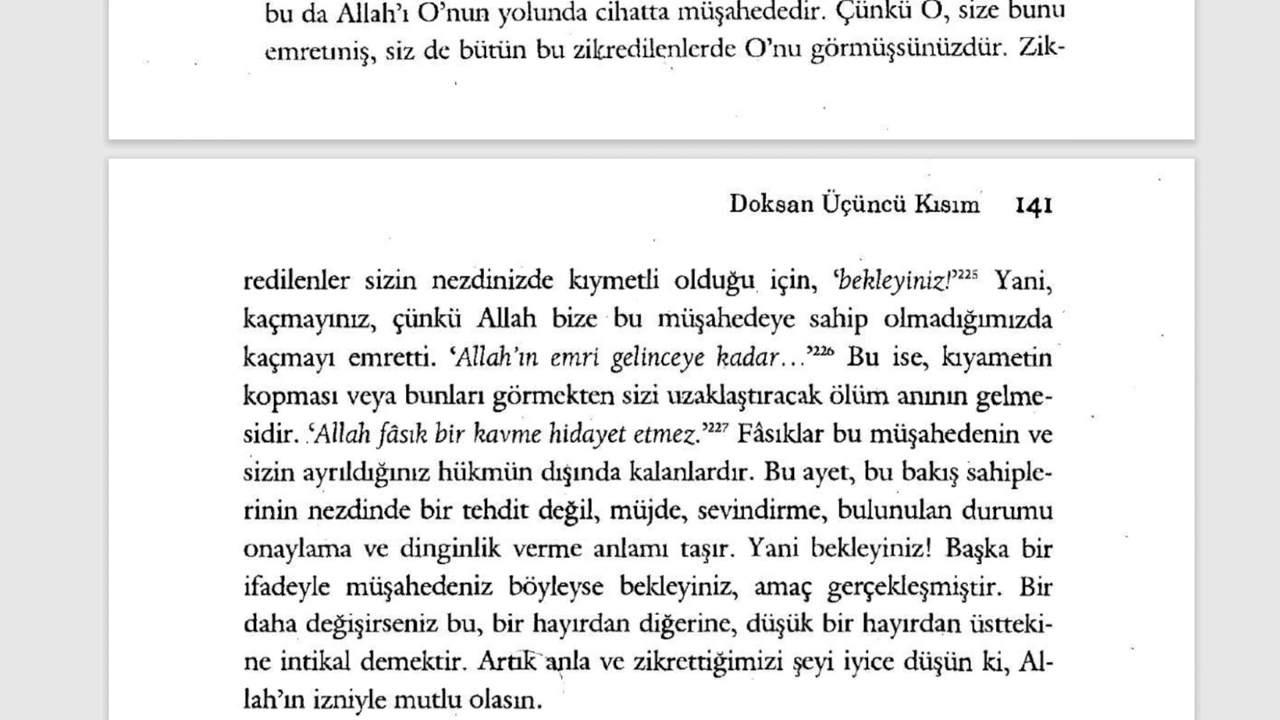 bu da Allah'ı O'nun yolunda cihatta müşahededir. Çünkü O, size bunu
emretmiş, siz de bütün bu zikredilenlerde O'nu görmüşsünüzdür. Zik-
Doksan Üçüncü Kısım 141
redilenler sizin nezdinizde kıymetli olduğu için, 'bekleyiniz!'225 Yani,
kaçmayınız, çünkü Allah bize bu müşahedeye sahip olmadığımızda
kaçmayı emretti. 'Allah'ın emri gelinceye kadar...'226 Bu ise, kıyametin
kopması veya bunları görmekten sizi uzaklaştıracak ölüm anının gelme-
sidir. 'Allah fâsık bir kavme hidayet etmez.'227 Fâsıklar bu müşahedenin ve
sizin ayrıldığınız hükmün dışında kalanlardır. Bu ayet, bu bakış sahiple-
rinin nezdinde bir tehdit değil, müjde, sevindirme, bulunulan durumu
onaylama ve dinginlik verme anlamı taşır. Yani bekleyiniz! Başka bir
ifadeyle müşahedeniz böyleyse bekleyiniz, amaç gerçekleşmiştir. Bir
daha değişirseniz bu, bir hayırdan diğerine, düşük bir hayırdan üstteki-
ne intikal demektir. Artık anla ve zikrettiğimizi şeyi iyice düşün ki, Al-
lah'ın izniyle mutlu olasın.